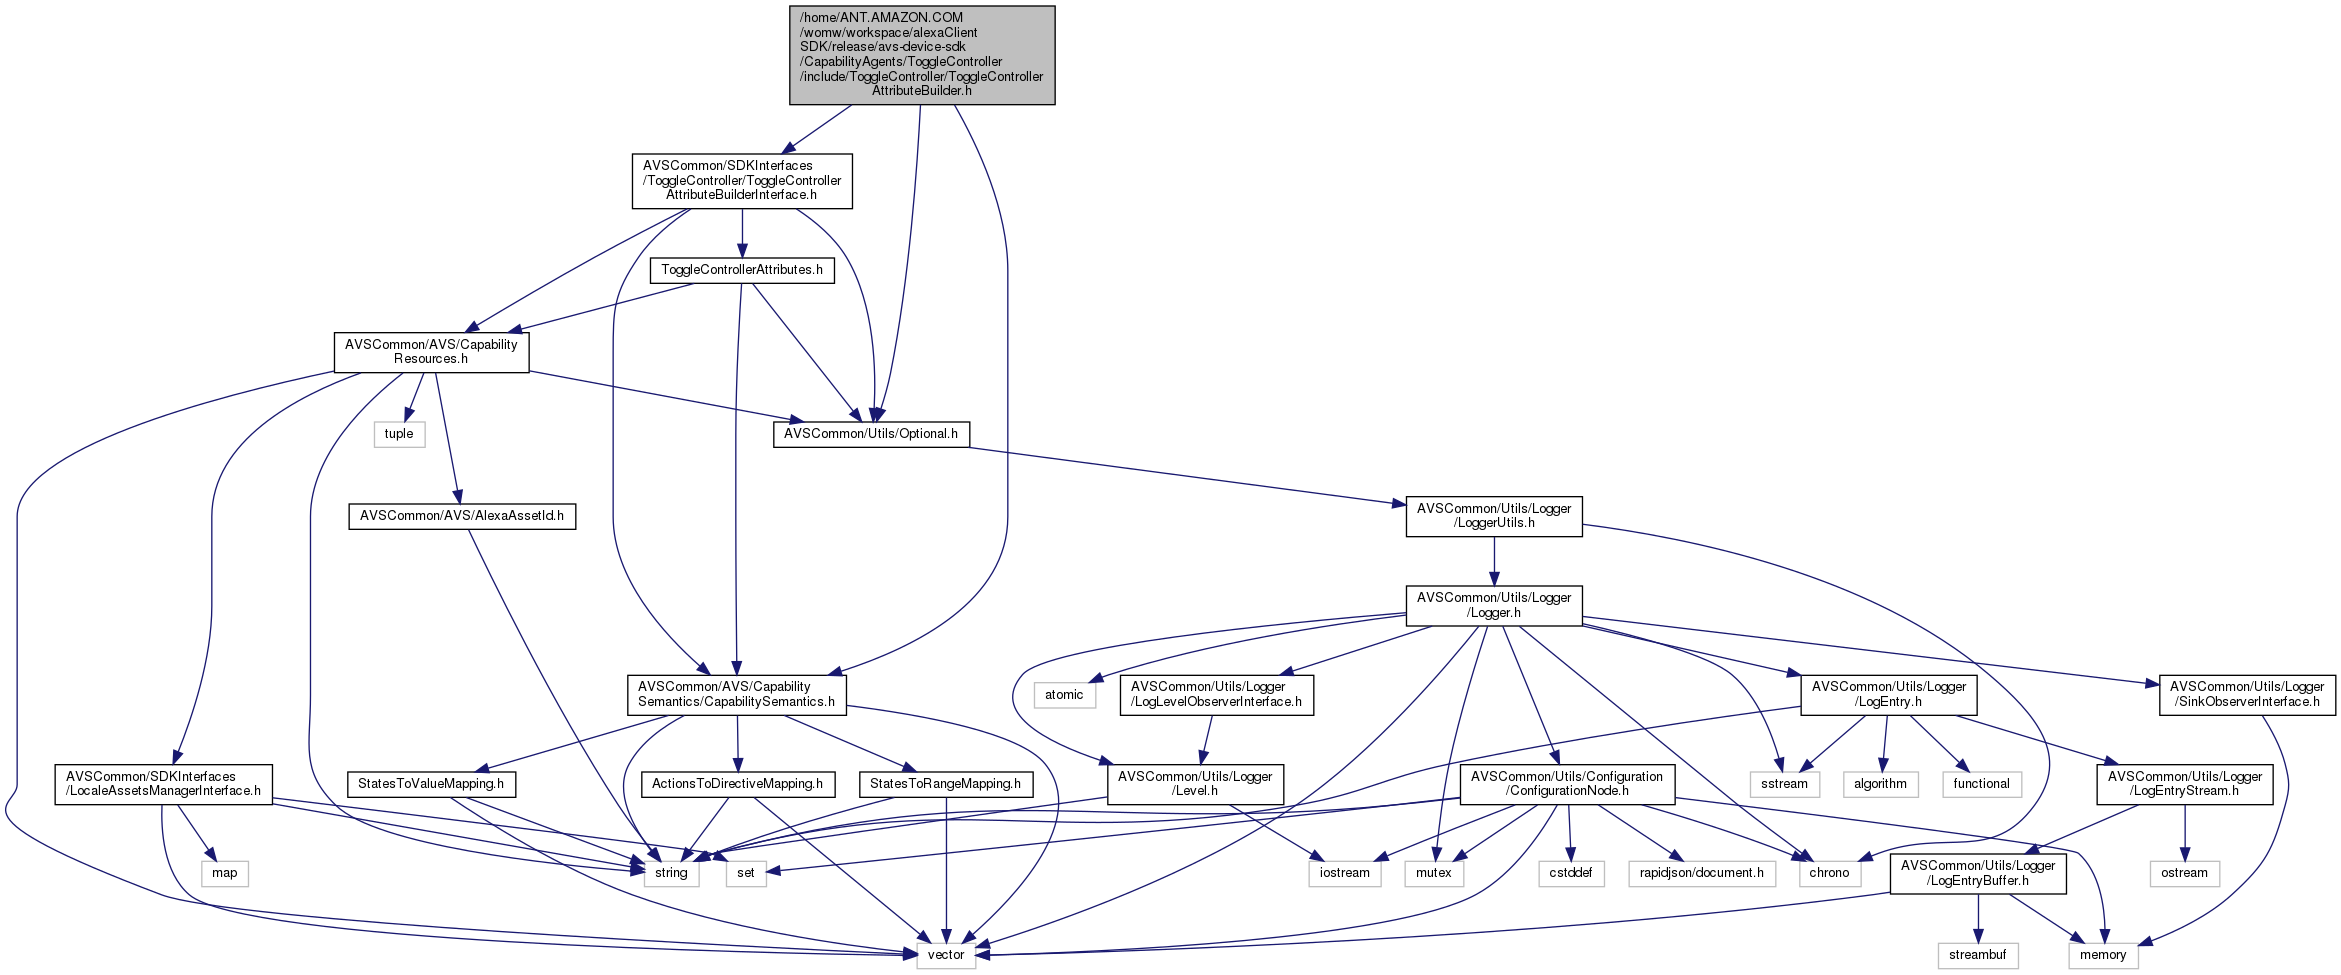 /home/ANT.AMAZON.COM
/womw/workspace/alexaClient
SDK/release/avs-device-sdk
/CapabilityAgents/ToggleController
/include/ToggleController/ToggleController
AttributeBuilder.h
AVSCommon/SDKInterfaces
/ToggleController/ToggleController
AttributeBuilderInterface.h
ToggleControllerAttributes.h
AVSCommon/AVS/Capability
Resources.h
tuple
AVSCommon/Utils/Optional.h
AVSCommon/AVS/AlexaAssetId.h
AVSCommon/Utils/Logger
/LoggerUtils.h
AVSCommon/Utils/Logger
/Logger.h
AVSCommon/AVS/Capability
Semantics/CapabilitySemantics.h
atomic
AVSCommon/Utils/Logger
/LogLevelObserverInterface.h
AVSCommon/Utils/Logger
/LogEntry.h
AVSCommon/Utils/Logger
/SinkObserverInterface.h
AVSCommon/SDKInterfaces
/LocaleAssetsManagerInterface.h
StatesToValueMapping.h
ActionsToDirectiveMapping.h
StatesToRangeMapping.h
AVSCommon/Utils/Logger
/Level.h
AVSCommon/Utils/Configuration
/ConfigurationNode.h
sstream
algorithm
functional
AVSCommon/Utils/Logger
/LogEntryStream.h
map
string
set
iostream
mutex
cstddef
rapidjson/document.h
chrono
AVSCommon/Utils/Logger
/LogEntryBuffer.h
ostream
vector
streambuf
memory